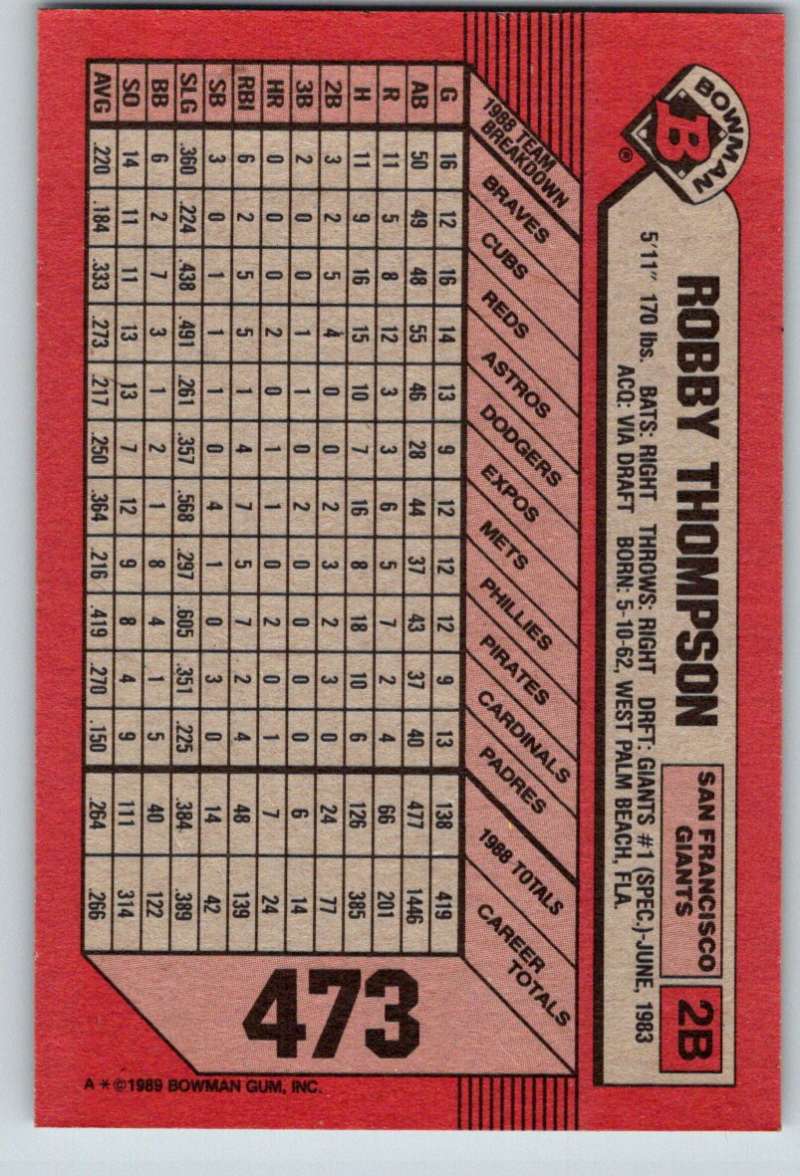 BOWMAN
B
®
ROBBY THOMPSON
SAN FRANCISCO
GIANTS
2B
5'11" 170 lbs. BATS: RIGHT THROWS: RIGHT DRFT: GIANTS #1 (SPEC.)-JUNE, 1983
ACQ: VIA DRAFT BORN: 5-10-62, WEST PALM BEACH, FLA.
1988 TEAM
BREAKDOWN
BRAVES
CUBS
REDS
ASTROS
DODGERS
EXPOS
METS
PHILLIES
PIRATES
CARDINALS
PADRES
1988 TOTALS
CAREER
TOTALS
G 16 12 16 14 13 9 12 12 12 9 13 138 419
AB 50 49 48 55 46 28 44 37 43 37 40 477 1446
R 11 5 8 12 3 3 6 5 7 2 4 66 201
H 11 9 16 15 10 7 16 8 18 10 6 126 385
2B 3 2 5 4 0 0 2 3 2 3 0 24 77
3B 2 0 0 1 1 0 2 0 0 0 0 6 14
HR 0 0 0 2 0 1 1 0 2 0 1 7 24
RBI 6 2 5 5 1 4 7 5 7 2 4 48 139
SB 3 0 1 1 1 0 4 1 0 3 0 14 42
SLG .360 .224 .438 .491 .261 .357 .568 .297 .605 .351 .225 .384 .389
BB 6 2 7 3 1 2 1 8 4 1 5 40 122
SO 14 11 11 13 13 7 12 9 8 4 9 111 314
AVG .220 .184 .333 .273 .217 .250 .364 .216 .419 .270 .150 .264 .266
473
A * ©1989 BOWMAN GUM, INC.